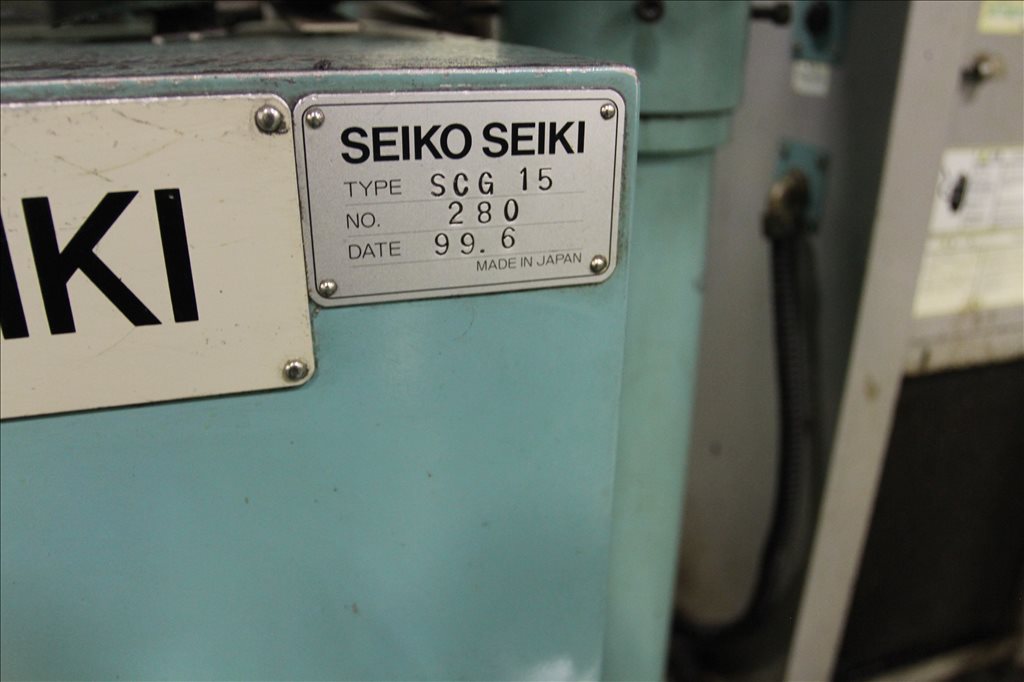 IKI
SEIKO SEIKI
TYPE SCG 15
NO. 280
DATE 99.6
MADE IN JAPAN